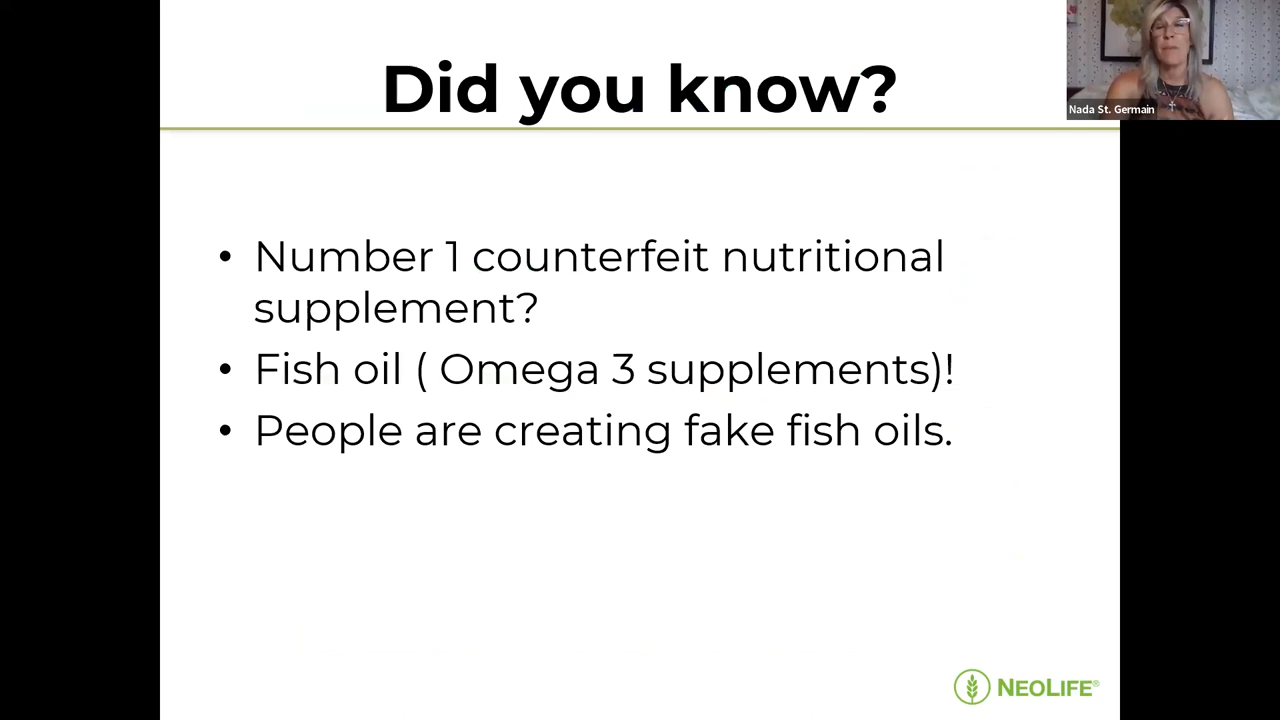 Did you know?
Nada St. Germain
• Number 1 counterfeit nutritional
supplement?
• Fish oil ( Omega 3 supplements)!
• People are creating fake fish oils.
NEOLIFE®